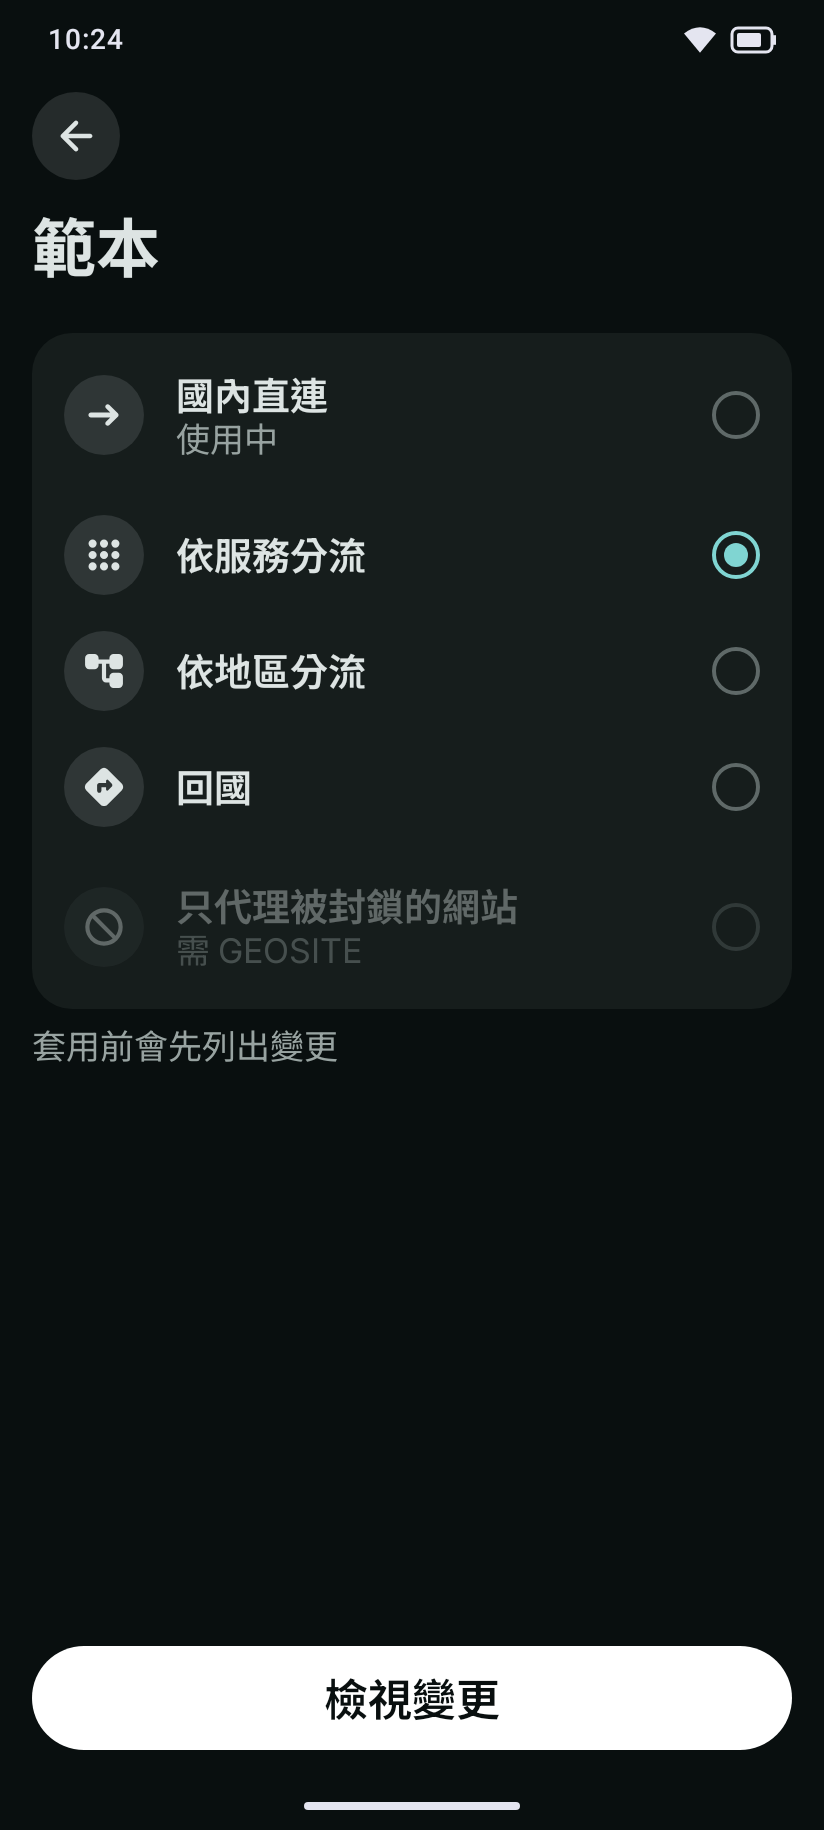 10:24
範本
國內直連
使用中
依服務分流
依地區分流
回國
只代理被封鎖的網站
需 GEOSITE
套用前會先列出變更
檢視變更